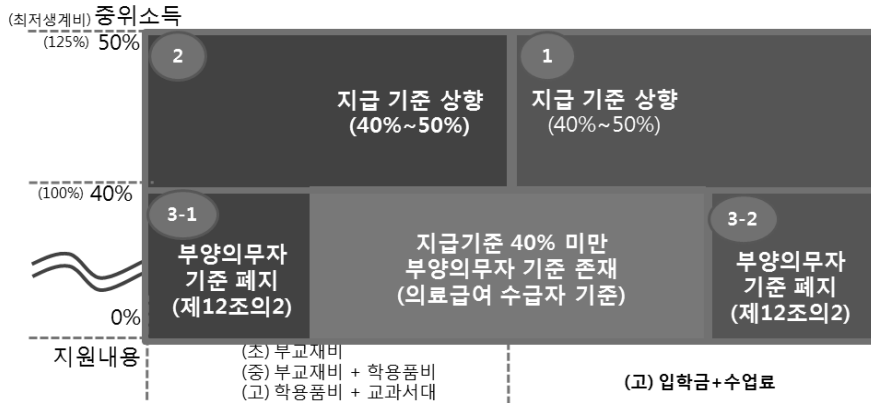 (최저생계비) 중위소득
(125%) 50%
2
1
지급 기준 상향
(40%~50%)
지급 기준 상향
(40%~50%)
(100%) 40%
3-1
부양의무자
기준 폐지
(제12조의2)
지급기준 40% 미만
부양의무자 기준 존재
(의료급여 수급자 기준)
3-2
부양의무자
기준 폐지
(제12조의2)
0%
지원내용
(초) 부교재비
(중) 부교재비 + 학용품비
(고) 학용품비 + 교과서대
(고) 입학금+수업료